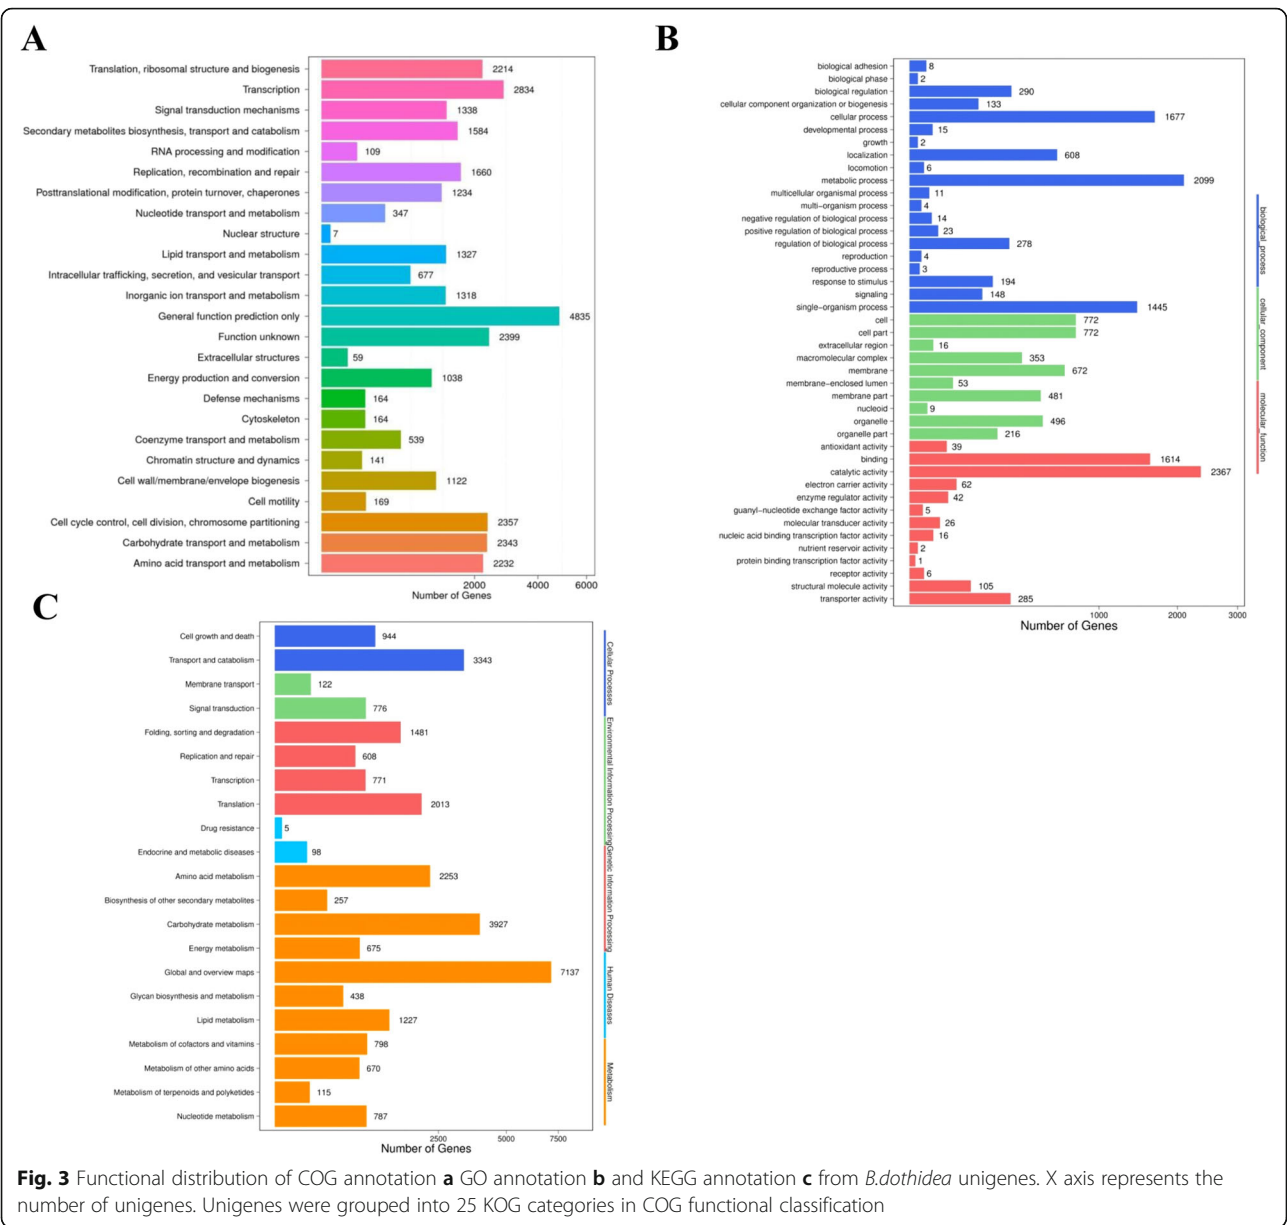 A
Translation, ribosomal structure and biogenesis 2214
Transcription 2834
Signal transduction mechanisms 1338
Secondary metabolites biosynthesis, transport and catabolism 1584
RNA processing and modification 109
Replication, recombination and repair 1660
Posttranslational modification, protein turnover, chaperones 1234
Nucleotide transport and metabolism 347
Nuclear structure 7
Lipid transport and metabolism 1327
Intracellular trafficking, secretion, and vesicular transport 677
Inorganic ion transport and metabolism 1318
General function prediction only 4835
Function unknown 2399
Extracellular structures 59
Energy production and conversion 1038
Defense mechanisms 164
Cytoskeleton 164
Coenzyme transport and metabolism 539
Chromatin structure and dynamics 141
Cell wall/membrane/envelope biogenesis 1122
Cell motility 169
Cell cycle control, cell division, chromosome partitioning 2357
Carbohydrate transport and metabolism 2343
Amino acid transport and metabolism 2232
2000 4000 6000
Number of Genes
B
biological adhesion 8
biological phase 2
biological regulation 290
cellular component organization or biogenesis 133
cellular process 1677
developmental process 15
growth 2
localization 608
locomotion 6
metabolic process 2099
multicellular organismal process 11
multi−organism process 4
negative regulation of biological process 14
positive regulation of biological process 23
regulation of biological process 278
reproduction 4
reproductive process 3
response to stimulus 194
signaling 148
single−organism process 1445
cell 772
cell part 772
extracellular region 16
macromolecular complex 353
membrane 672
membrane−enclosed lumen 53
membrane part 481
nucleoid 9
organelle 496
organelle part 216
antioxidant activity 39
binding 1614
catalytic activity 2367
electron carrier activity 62
enzyme regulator activity 42
guanyl−nucleotide exchange factor activity 5
molecular transducer activity 26
nucleic acid binding transcription factor activity 16
nutrient reservoir activity 2
protein binding transcription factor activity 1
receptor activity 6
structural molecule activity 105
transporter activity 285
1000 2000 3000
Number of Genes
biological_process
cellular_component
molecular_function
C
Cell growth and death 944
Transport and catabolism 3343
Membrane transport 122
Signal transduction 776
Folding, sorting and degradation 1481
Replication and repair 608
Transcription 771
Translation 2013
Drug resistance 5
Endocrine and metabolic diseases 98
Amino acid metabolism 2253
Biosynthesis of other secondary metabolites 257
Carbohydrate metabolism 3927
Energy metabolism 675
Global and overview maps 7137
Glycan biosynthesis and metabolism 438
Lipid metabolism 1227
Metabolism of cofactors and vitamins 798
Metabolism of other amino acids 670
Metabolism of terpenoids and polyketides 115
Nucleotide metabolism 787
2500 5000 7500
Number of Genes
Cellular Processes
Environmental Information Processing
Genetic Information Processing
Human Diseases
Metabolism
Fig. 3 Functional distribution of COG annotation a GO annotation b and KEGG annotation c from B.dothidea unigenes. X axis represents the
number of unigenes. Unigenes were grouped into 25 KOG categories in COG functional classification